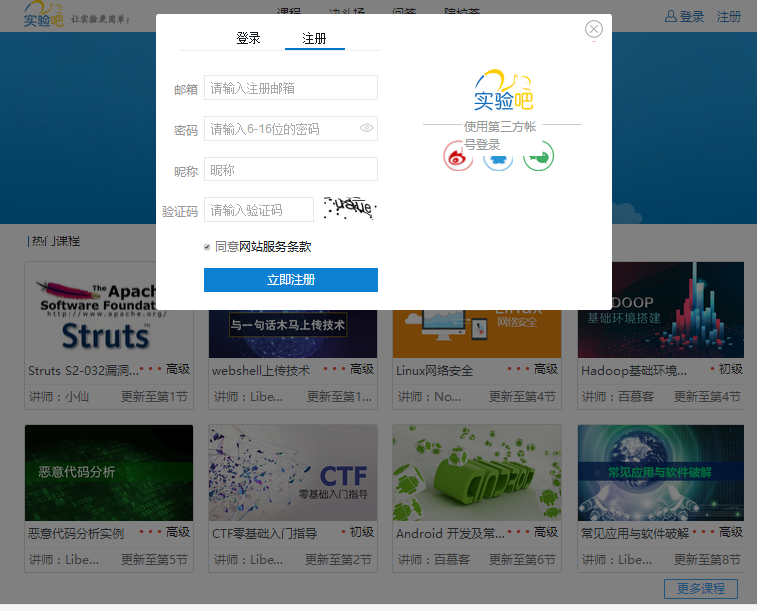 实验吧 让实验更简单！
课程 决斗场 问答 院校荟
登录 注册
登录 注册
邮箱 请输入注册邮箱
密码 请输入6-16位的密码
昵称 昵称
验证码 请输入验证码
同意网站服务条款
立即注册
实验吧
使用第三方帐
号登录
热门课程
The Apach
Software Foundat
http://www.apache.org/
Struts
与一句话木马上传技术
Linux
网络安全
DOOP
基础环境搭建
Struts S2-032漏洞... 高级
讲师：小仙 更新至第1节
webshell上传技术 高级
讲师：Libe... 更新至第1...
Linux网络安全 高级
讲师：No... 更新至第4节
Hadoop基础环境... 初级
讲师：百慕客 更新至第4节
恶意代码分析
CTF
零基础入门指导
android
常见应用与软件破解
恶意代码分析实例 高级
讲师：Libe... 更新至第5节
CTF零基础入门指导 初级
讲师：Libe... 更新至第2节
Android 开发及常... 高级
讲师：百慕客 更新至第6节
常见应用与软件破解 高级
讲师：Libe... 更新至第8节
更多课程